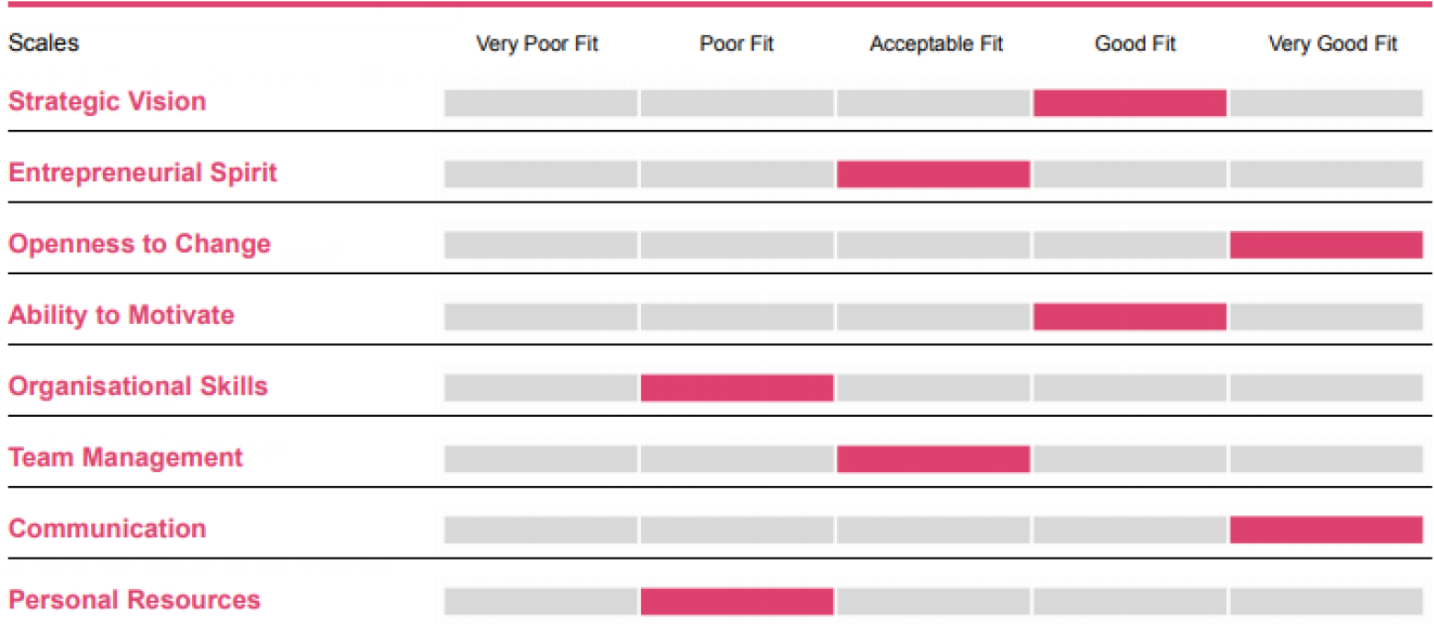 Scales Very Poor Fit Poor Fit Acceptable Fit Good Fit Very Good Fit
Strategic Vision
Entrepreneurial Spirit
Openness to Change
Ability to Motivate
Organisational Skills
Team Management
Communication
Personal Resources